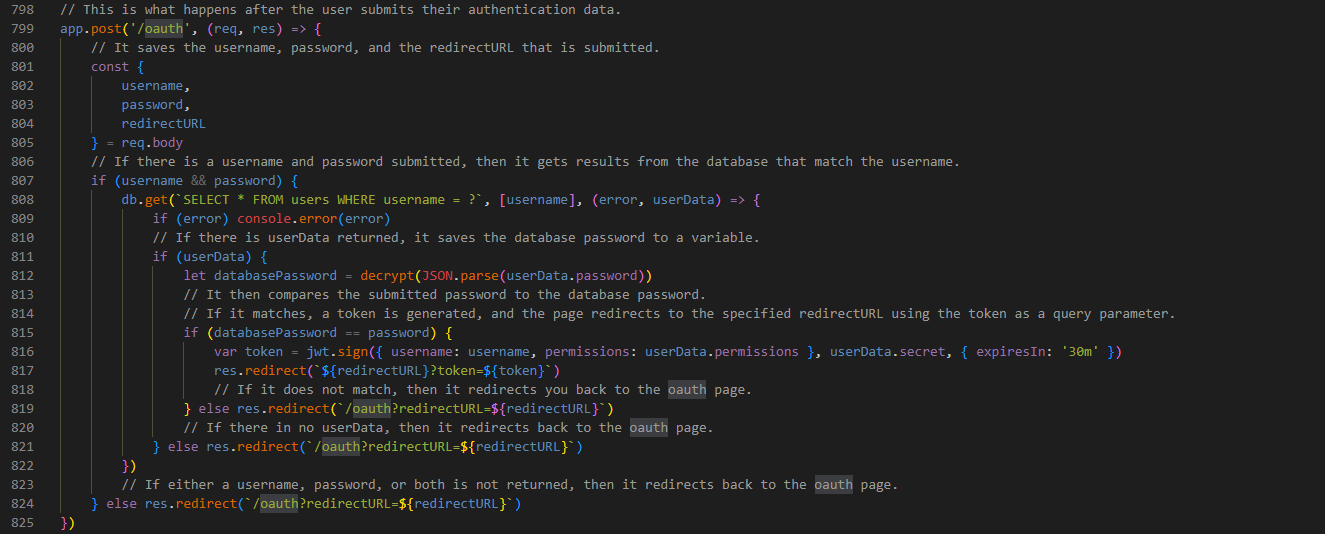 798 // This is what happens after the user submits their authentication data.
799 app.post('/oauth', (req, res) => {
800 // It saves the username, password, and the redirectURL that is submitted.
801 const {
802 username,
803 password,
804 redirectURL
805 } = req.body
806 // If there is a username and password submitted, then it gets results from the database that match the username.
807 if (username && password) {
808 db.get(`SELECT * FROM users WHERE username = ?`, [username], (error, userData) => {
809 if (error) console.error(error)
810 // If there is userData returned, it saves the database password to a variable.
811 if (userData) {
812 let databasePassword = decrypt(JSON.parse(userData.password))
813 // It then compares the submitted password to the database password.
814 // If it matches, a token is generated, and the page redirects to the specified redirectURL using the token as a query parameter.
815 if (databasePassword == password) {
816 var token = jwt.sign({ username: username, permissions: userData.permissions }, userData.secret, { expiresIn: '30m' })
817 res.redirect(`${redirectURL}?token=${token}`)
818 // If it does not match, then it redirects you back to the oauth page.
819 } else res.redirect(`/oauth?redirectURL=${redirectURL}`)
820 // If there in no userData, then it redirects back to the oauth page.
821 } else res.redirect(`/oauth?redirectURL=${redirectURL}`)
822 })
823 // If either a username, password, or both is not returned, then it redirects back to the oauth page.
824 } else res.redirect(`/oauth?redirectURL=${redirectURL}`)
825 })